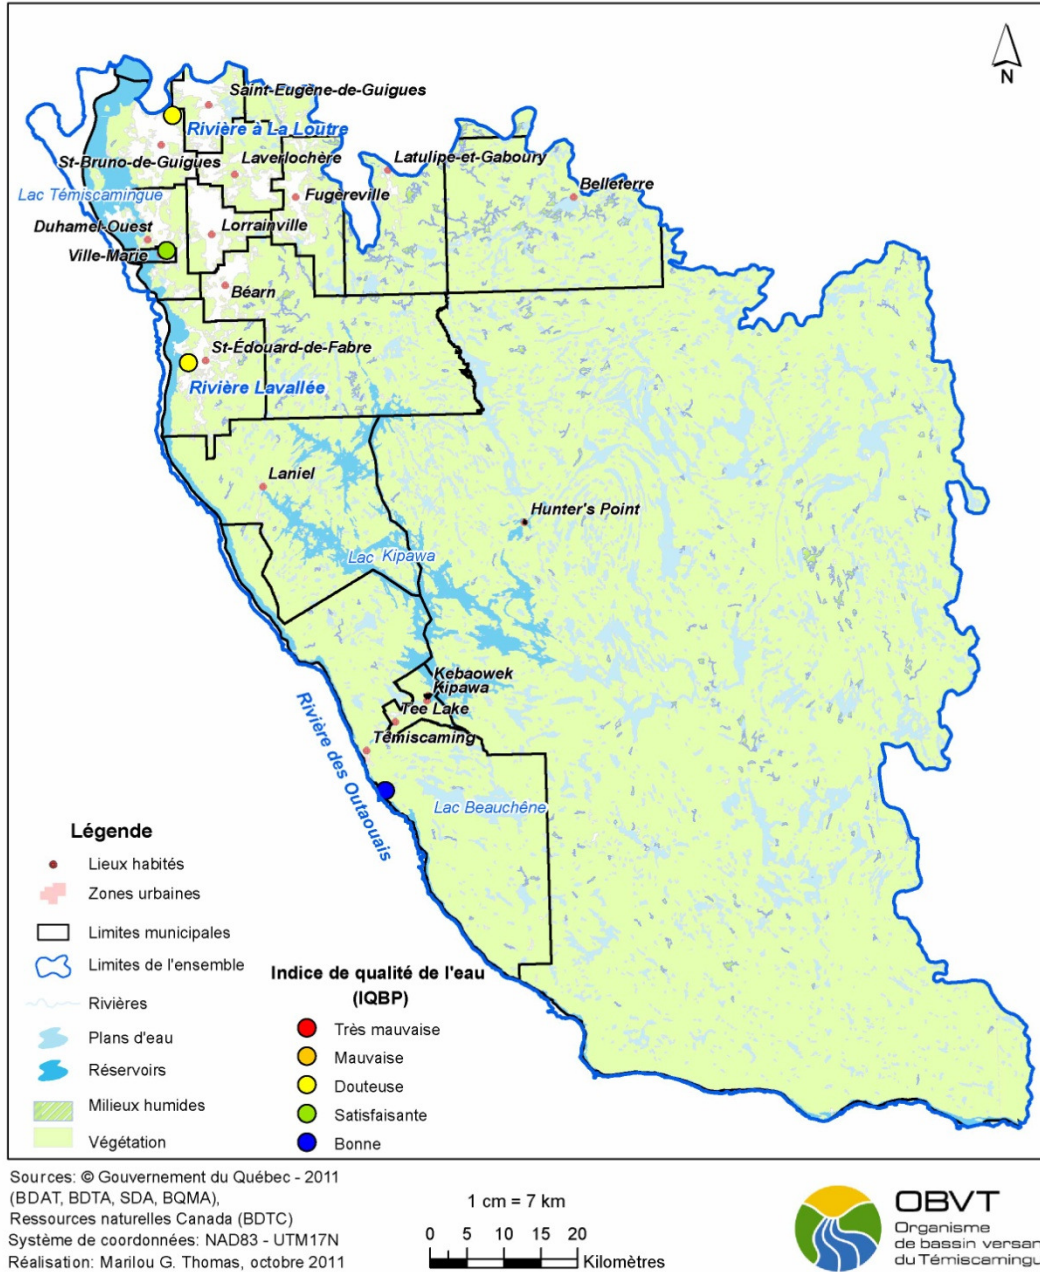 N
Saint-Eugène-de-Guigues
Rivière à La Loutre
St-Bruno-de-Guigues
Laverlochère
Latulipe-et-Gaboury
Lac Témiscamingue
Fugèreville
Belleterre
Duhamel-Ouest
Lorrainville
Ville-Marie
Béarn
St-Édouard-de-Fabre
Rivière Lavallée
Laniel
Hunter's Point
Lac Kipawa
Kebaowek
Kipawa
Tee Lake
Témiscaming
Rivière des Outaouais
Lac Beauchêne
Légende
Lieux habités
Zones urbaines
Limites municipales
Limites de l'ensemble
Rivières
Plans d'eau
Réservoirs
Milieux humides
Végétation
Indice de qualité de l'eau
(IQBP)
Très mauvaise
Mauvaise
Douteuse
Satisfaisante
Bonne
Sources: © Gouvernement du Québec - 2011
(BDAT, BDTA, SDA, BQMA),
Ressources naturelles Canada (BDTC)
Système de coordonnées: NAD83 - UTM17N
Réalisation: Marilou G. Thomas, octobre 2011
1 cm = 7 km
0 5 10 15 20
Kilomètres
OBVT
Organisme
de bassin versan
du Témiscamingu